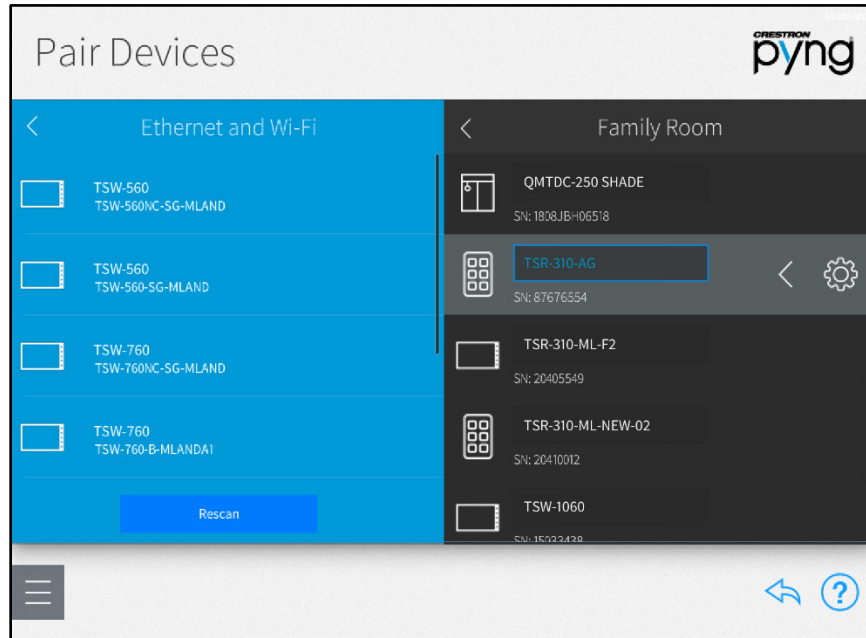 Pair Devices
CRESTRON
pyng
Ethernet and Wi-Fi
TSW-560
TSW-560NC-SG-MLAND
TSW-560
TSW-560-SG-MLAND
TSW-760
TSW-760NC-SG-MLAND
TSW-760
TSW-760-B-MLANDA1
Rescan
Family Room
QMTDC-250 SHADE
SN: 1808JBH06518
TSR-310-AG
SN: 87676554
TSR-310-ML-F2
SN: 20405549
TSR-310-ML-NEW-02
SN: 20410012
TSW-1060
SN: 15033438
?